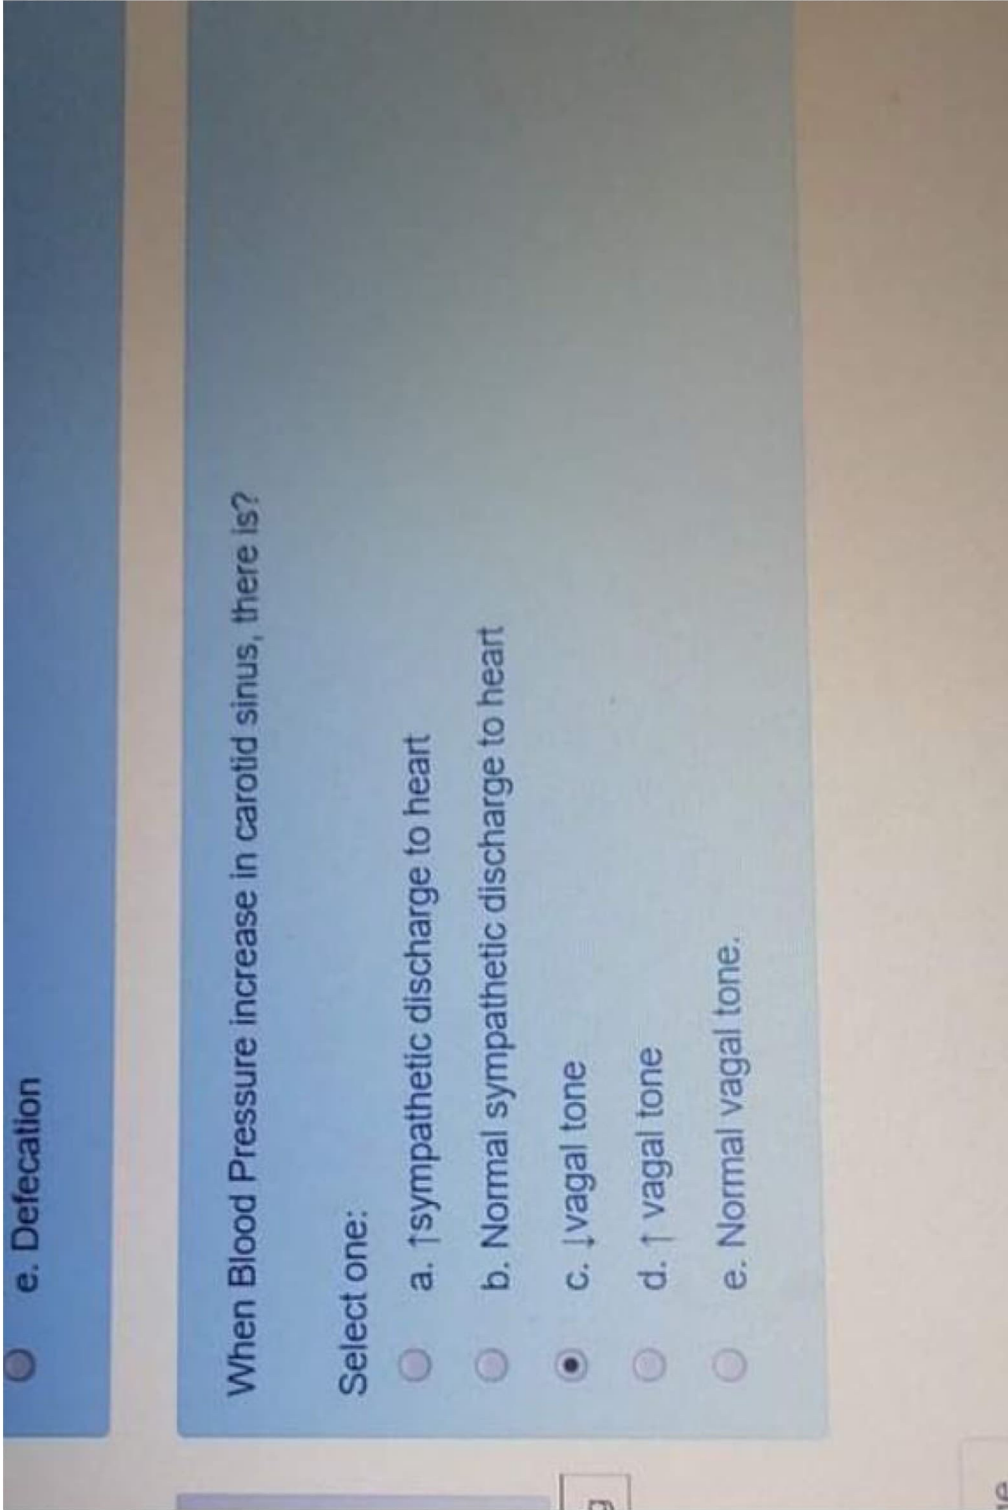 e. Defecation
When Blood Pressure increase in carotid sinus, there is?
Select one:
a. ↑sympathetic discharge to heart
b. Normal sympathetic discharge to heart
c. ↓vagal tone
d. ↑ vagal tone
e. Normal vagal tone.